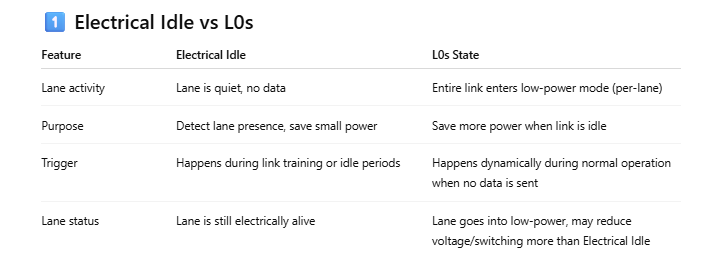 1 Electrical Idle vs L0s
Feature Electrical Idle L0s State
Lane activity Lane is quiet, no data Entire link enters low-power mode (per-lane)
Purpose Detect lane presence, save small power Save more power when link is idle
Trigger Happens during link training or idle periods Happens dynamically during normal operation
when no data is sent
Lane status Lane is still electrically alive Lane goes into low-power, may reduce
voltage/switching more than Electrical Idle